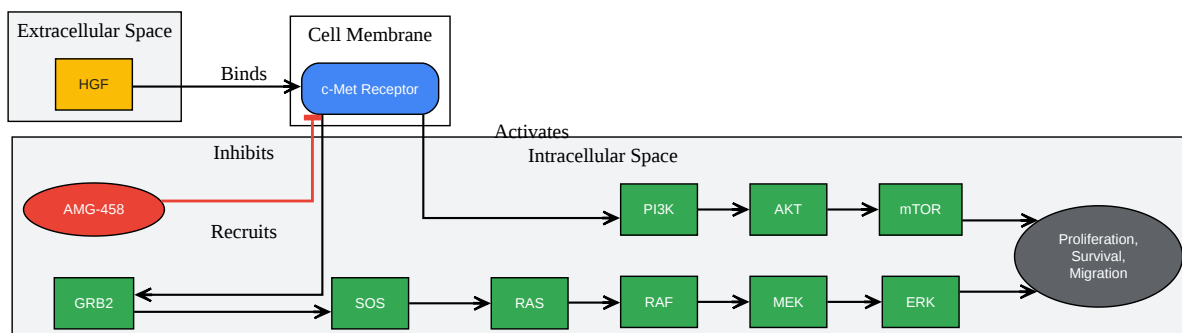 Extracellular Space
Cell Membrane
HGF
Binds
c-Met Receptor
Activates
Inhibits
Intracellular Space
AMG-458
Recruits
PI3K
AKT
mTOR
Proliferation,
Survival,
Migration
GRB2
SOS
RAS
RAF
MEK
ERK